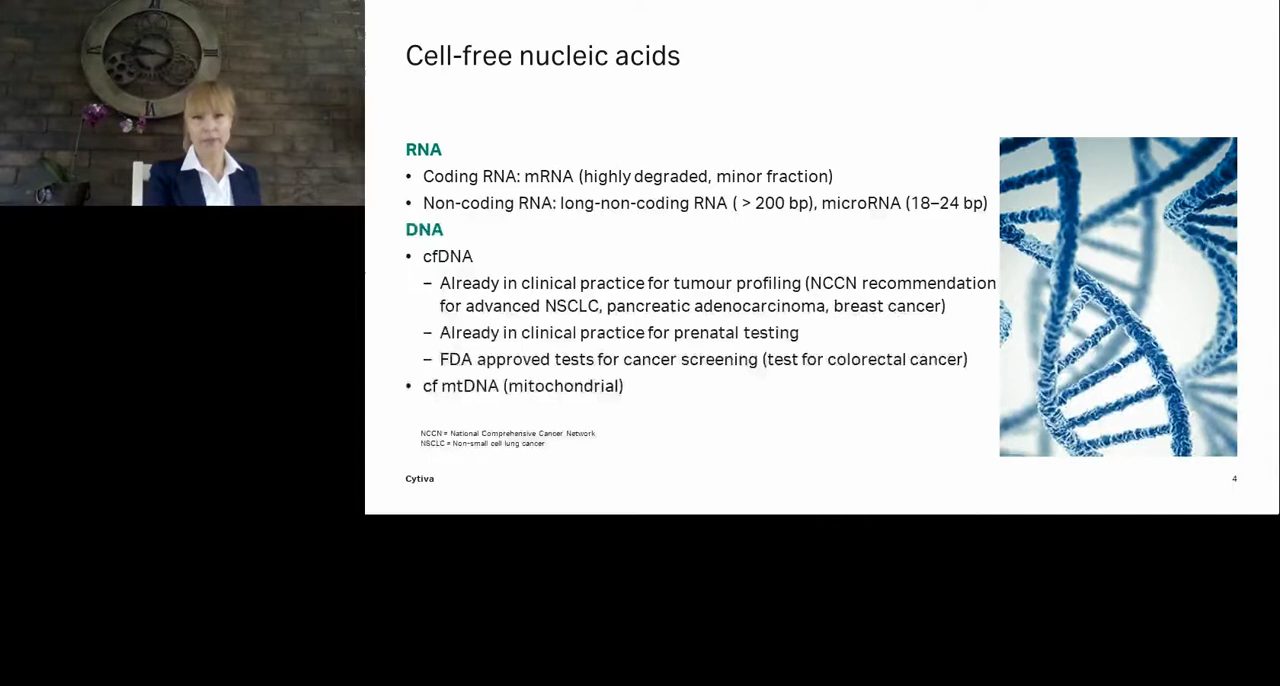 Cell-free nucleic acids
RNA
• Coding RNA: mRNA (highly degraded, minor fraction)
• Non-coding RNA: long-non-coding RNA ( > 200 bp), microRNA (18–24 bp)
DNA
• cfDNA
– Already in clinical practice for tumour profiling (NCCN recommendation
for advanced NSCLC, pancreatic adenocarcinoma, breast cancer)
– Already in clinical practice for prenatal testing
– FDA approved tests for cancer screening (test for colorectal cancer)
• cf mtDNA (mitochondrial)
NCCN = National Comprehensive Cancer Network
NSCLC = Non-small cell lung cancer
Cytiva
4